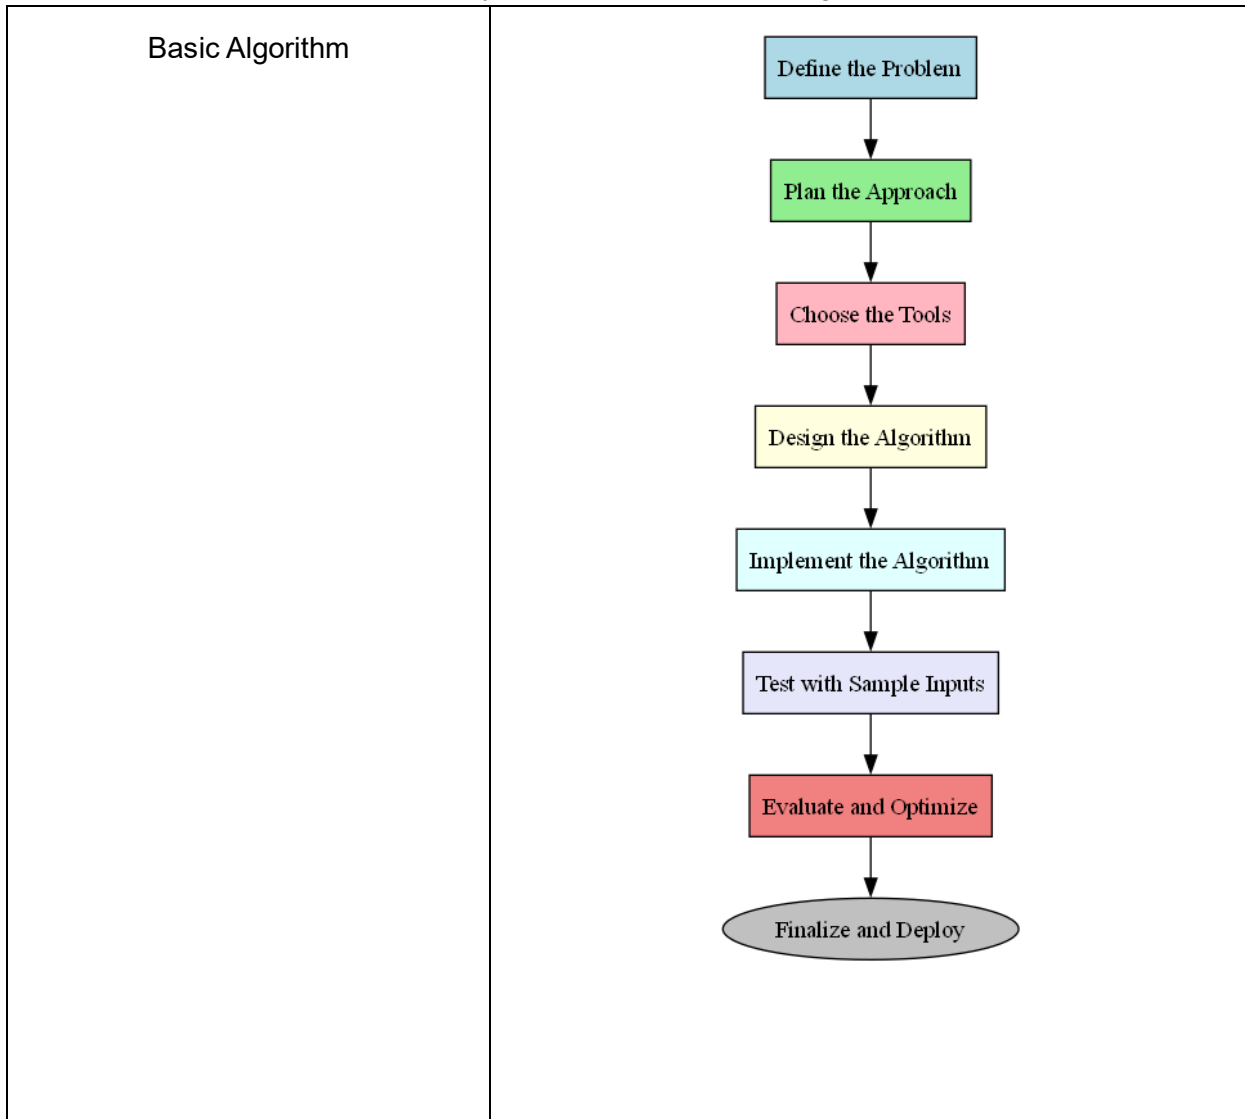 Basic Algorithm
Define the Problem
Plan the Approach
Choose the Tools
Design the Algorithm
Implement the Algorithm
Test with Sample Inputs
Evaluate and Optimize
Finalize and Deploy